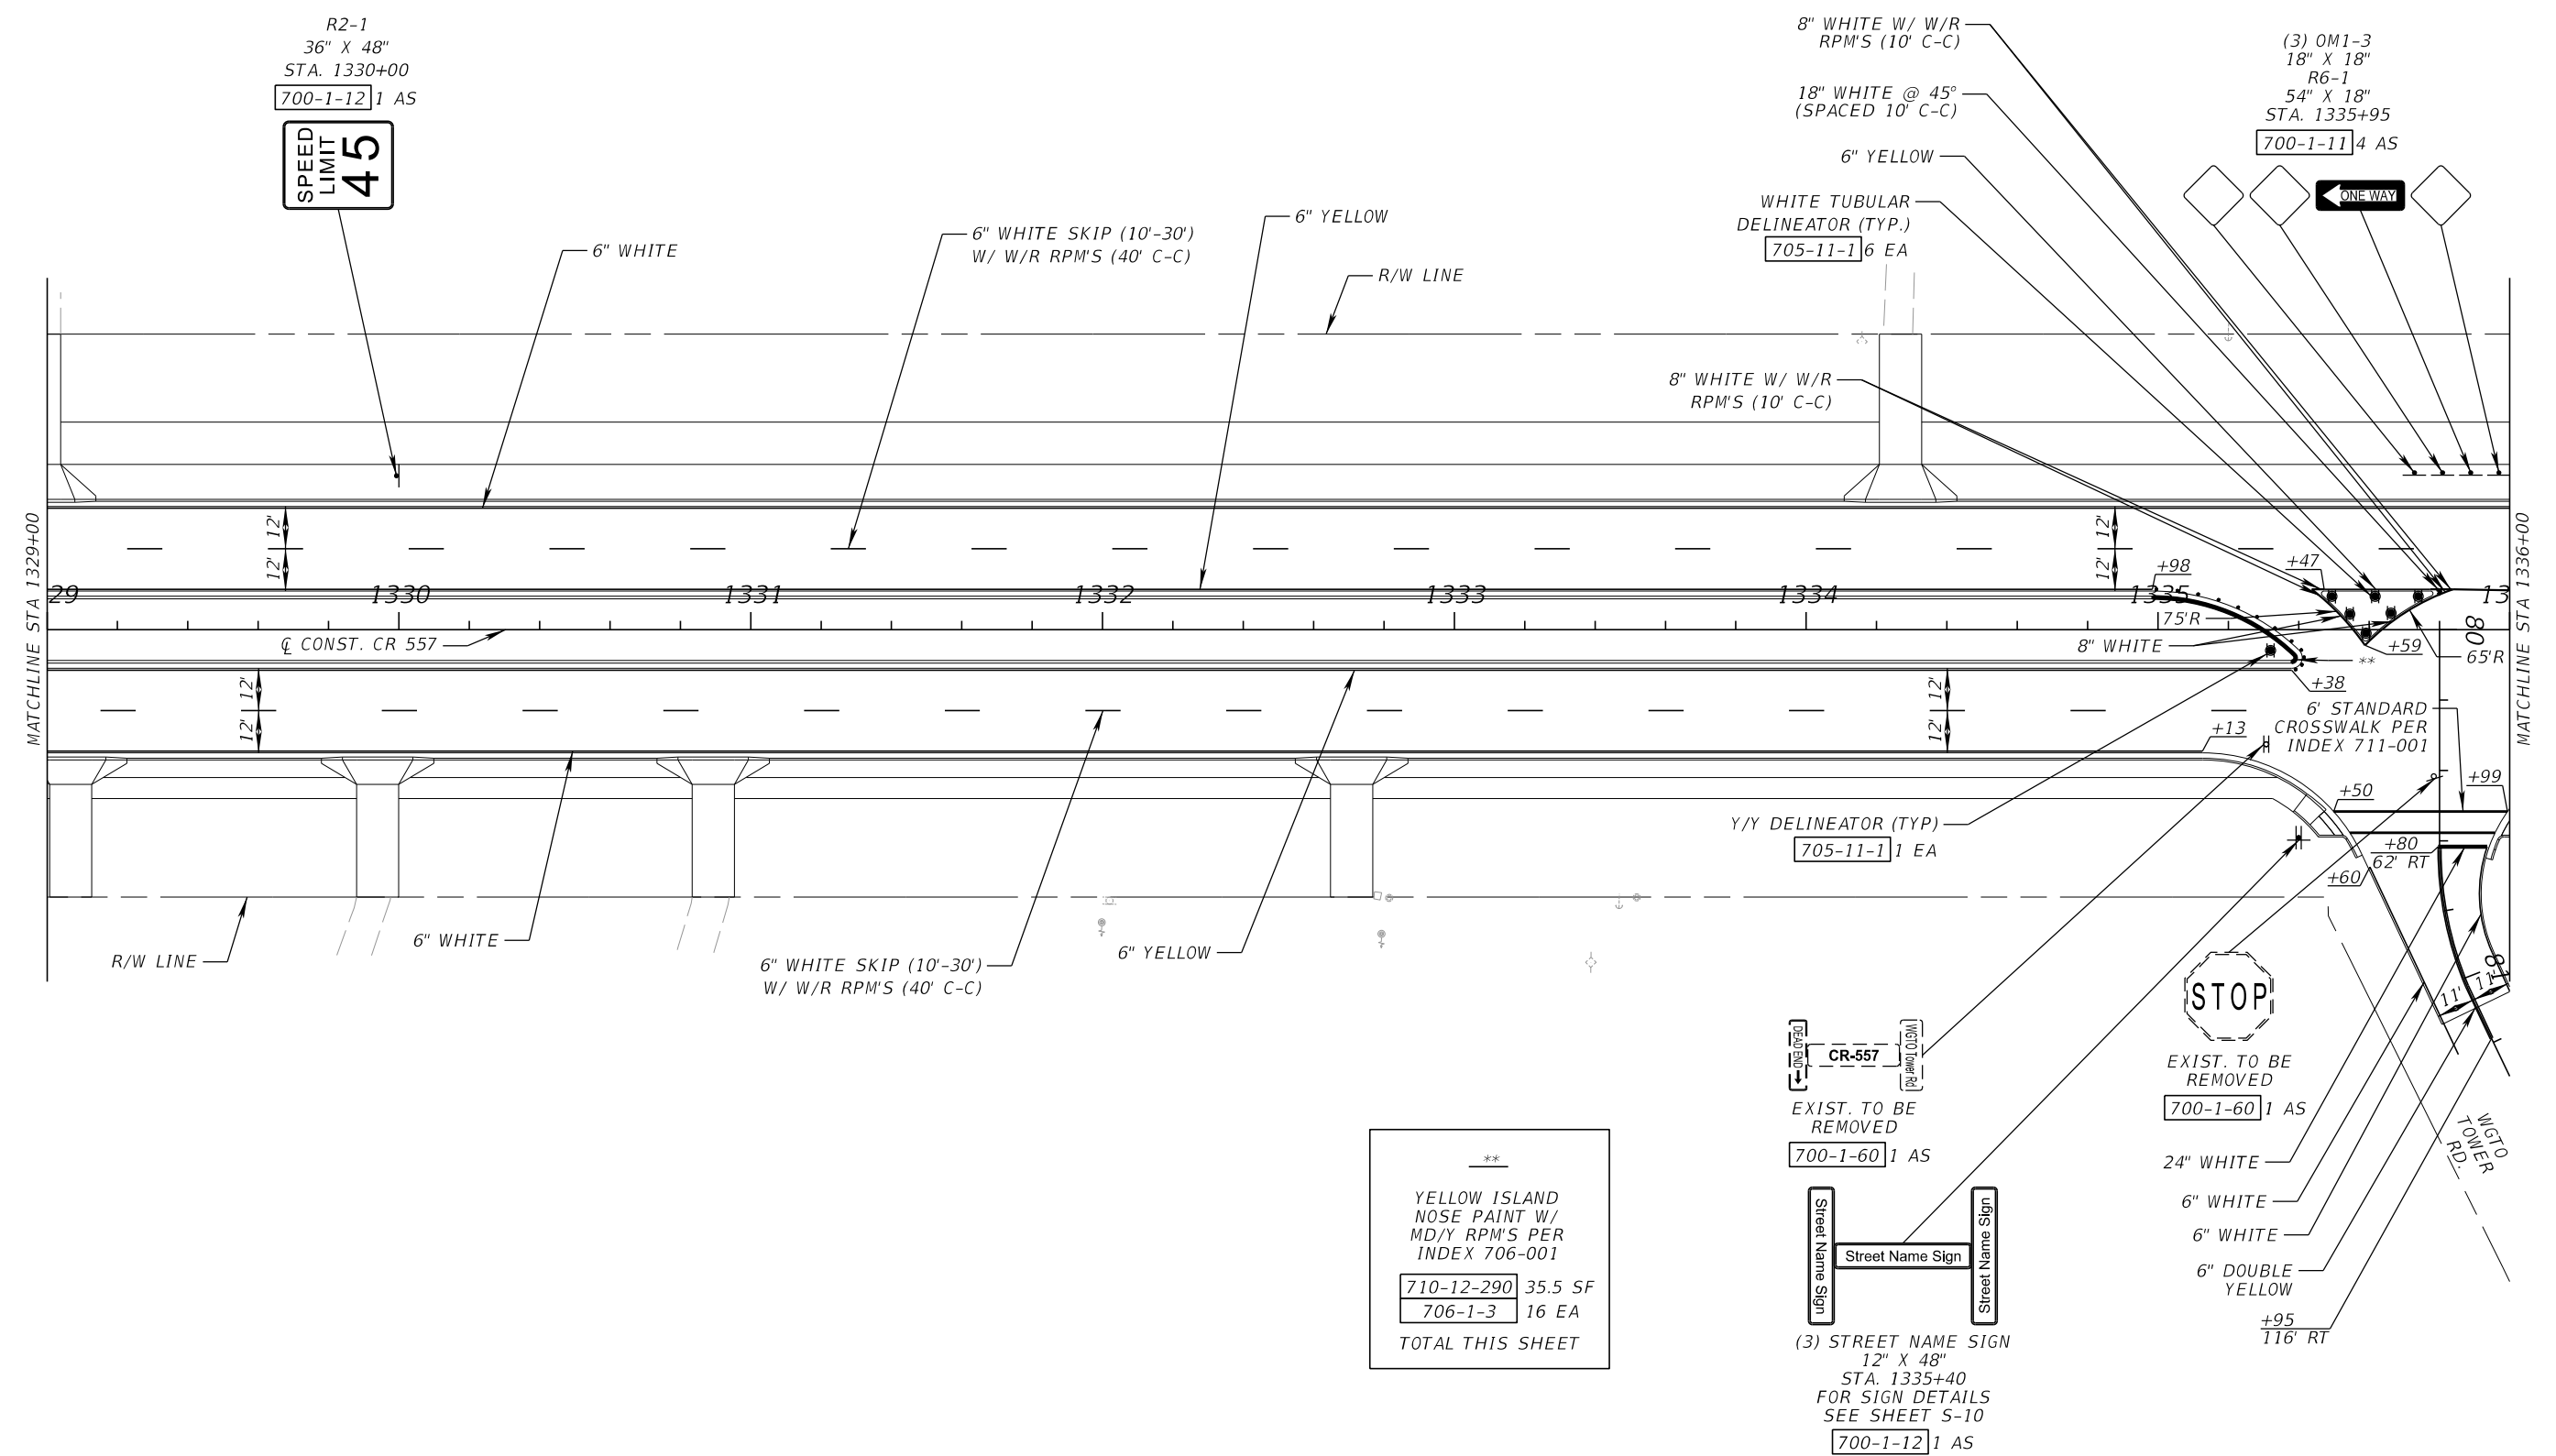 R2-1
36" X 48"
STA. 1330+00
700-1-12 1 AS
SPEED
LIMIT
45
6" WHITE
6" WHITE SKIP (10'-30')
W/ W/R RPM'S (40' C-C)
6" YELLOW
R/W LINE
8" WHITE W/ W/R
RPM'S (10' C-C)
18" WHITE @ 45°
(SPACED 10' C-C)
6" YELLOW
WHITE TUBULAR
DELINEATOR (TYP.)
705-11-1 6 EA
8" WHITE W/ W/R
RPM'S (10' C-C)
(3) OM1-3
18" X 18"
R6-1
54" X 18"
STA. 1335+95
700-1-11 4 AS
ONE WAY
MATCHLINE STA 1329+00
12'
12'
12'
12'
29
1330
1331
1332
1333
1334
1335
13
+98
+47
75'R
8" WHITE
+59
65'R
80
**
+38
℄ CONST. CR 557
12'
12'
12'
12'
MATCHLINE STA 1336+00
6' STANDARD
CROSSWALK PER
INDEX 711-001
+13
+50
+99
+80
62' RT
+60
Y/Y DELINEATOR (TYP)
705-11-1 1 EA
R/W LINE
6" WHITE
6" WHITE SKIP (10'-30')
W/ W/R RPM'S (40' C-C)
6" YELLOW
81
11'
11'
STOP
EXIST. TO BE
REMOVED
700-1-60 1 AS
DEAD END
CR-557
WGTO Tower Rd
EXIST. TO BE
REMOVED
700-1-60 1 AS
WGTO
TOWER
RD.
24" WHITE
6" WHITE
6" WHITE
6" DOUBLE
YELLOW
+95
116' RT
**
YELLOW ISLAND
NOSE PAINT W/
MD/Y RPM'S PER
INDEX 706-001
710-12-290 35.5 SF
706-1-3 16 EA
TOTAL THIS SHEET
Street Name Sign
Street Name Sign
Street Name Sign
(3) STREET NAME SIGN
12" X 48"
STA. 1335+40
FOR SIGN DETAILS
SEE SHEET S-10
700-1-12 1 AS